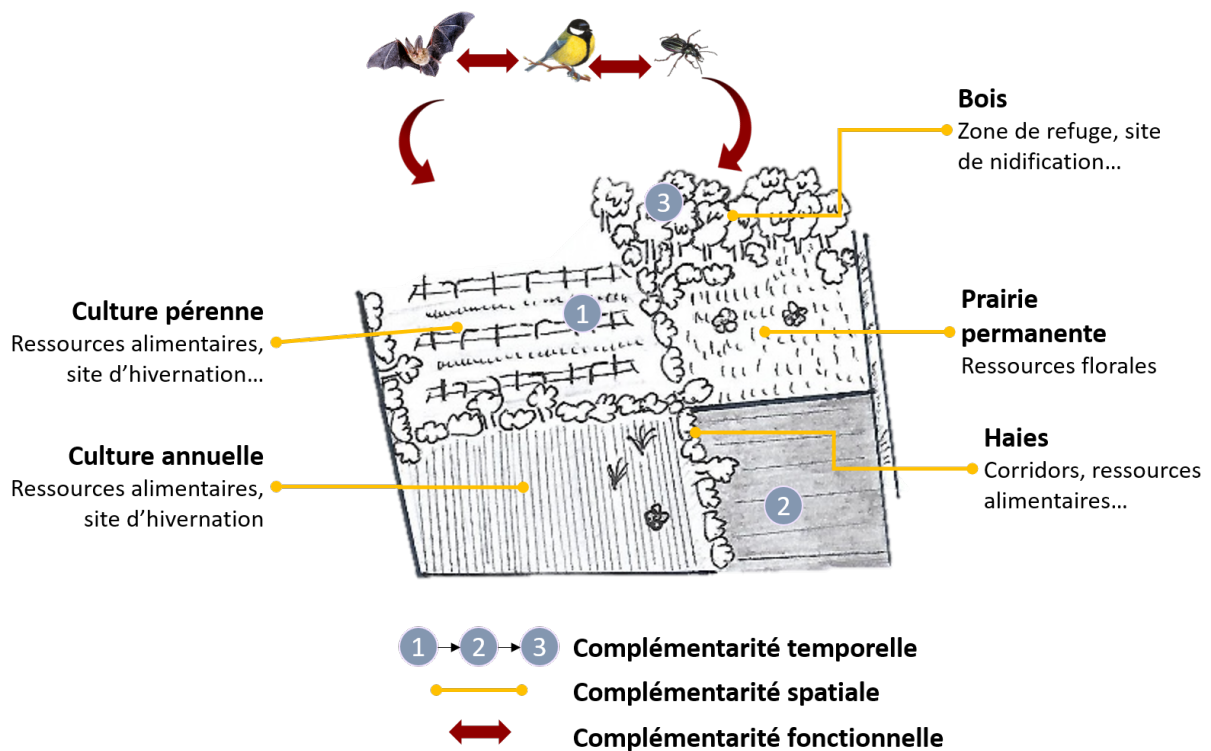 Bois
Zone de refuge, site
de nidification…
3
Culture pérenne
Ressources alimentaires,
site d’hivernation…
1
Prairie
permanente
Ressources florales
Culture annuelle
Ressources alimentaires,
site d’hivernation
Haies
Corridors, ressources
alimentaires…
2
1 2 3 Complémentarité temporelle
Complémentarité spatiale
Complémentarité fonctionnelle